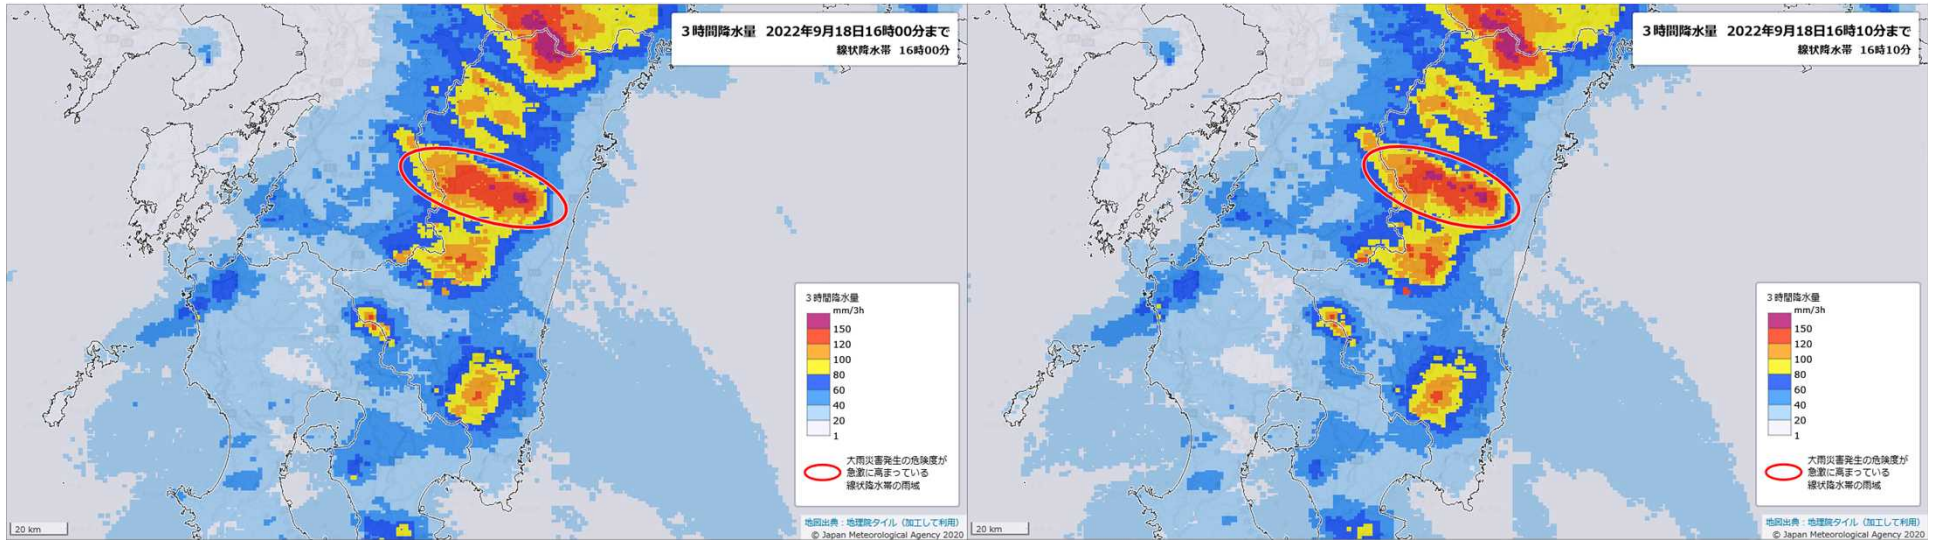 3時間降水量 2022年9月18日16時00分まで
線状降水帯 16時00分
3時間降水量
mm/3h
150
120
100
80
60
40
20
1
大雨災害発生の危険度が
急激に高まっている
線状降水帯の雨域
20 km
地図出典：地理院タイル（加工して利用）
© Japan Meteorological Agency 2020
3時間降水量 2022年9月18日16時10分まで
線状降水帯 16時10分
3時間降水量
mm/3h
150
120
100
80
60
40
20
1
大雨災害発生の危険度が
急激に高まっている
線状降水帯の雨域
20 km
地図出典：地理院タイル（加工して利用）
© Japan Meteorological Agency 2020